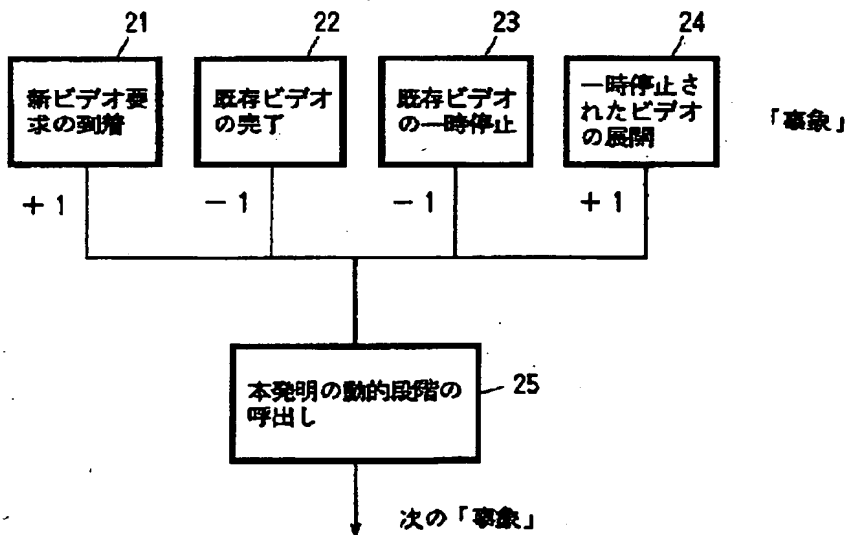 21
22
23
24
新ビデオ要
求の到着
既存ビデオ
の完了
既存ビデオ
の一時停止
一時停止さ
れたビデオ
の展開
「事象」
+1
-1
-1
+1
本発明の動的段階の
呼出し
25
次の「事象」